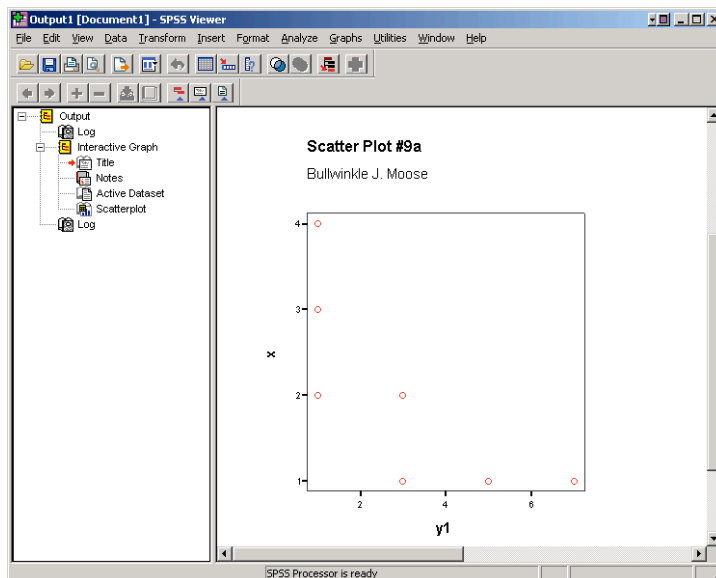 Output1 [Document1] - SPSS Viewer
File Edit View Data Transform Insert Format Analyze Graphs Utilities Window Help
Output
Log
Interactive Graph
Title
Notes
Active Dataset
Scatterplot
Log
Scatter Plot #9a
Bullwinkle J. Moose
4
3
x
2
1
2 4 6
y1
SPSS Processor is ready